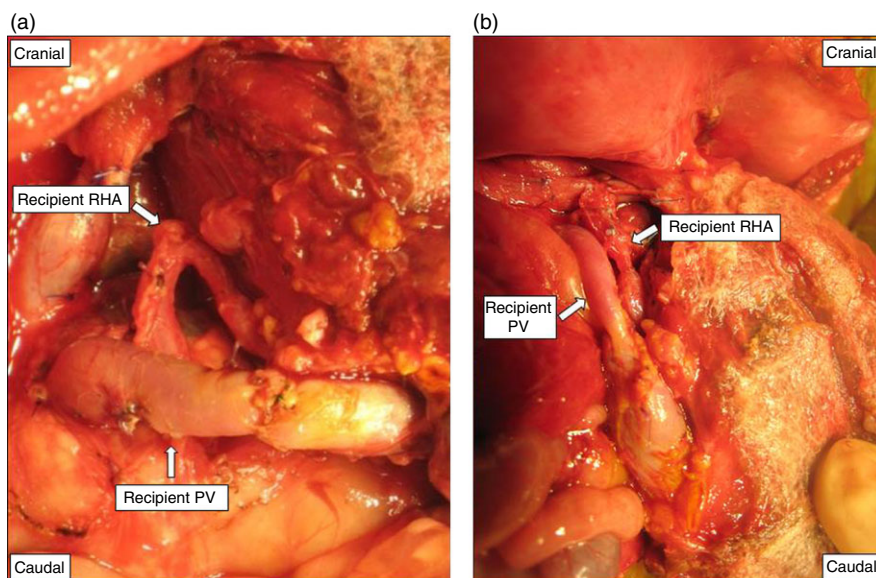 (a)
Cranial
Recipient RHA
Recipient PV
Caudal
(b)
Cranial
Recipient RHA
Recipient
PV
Caudal